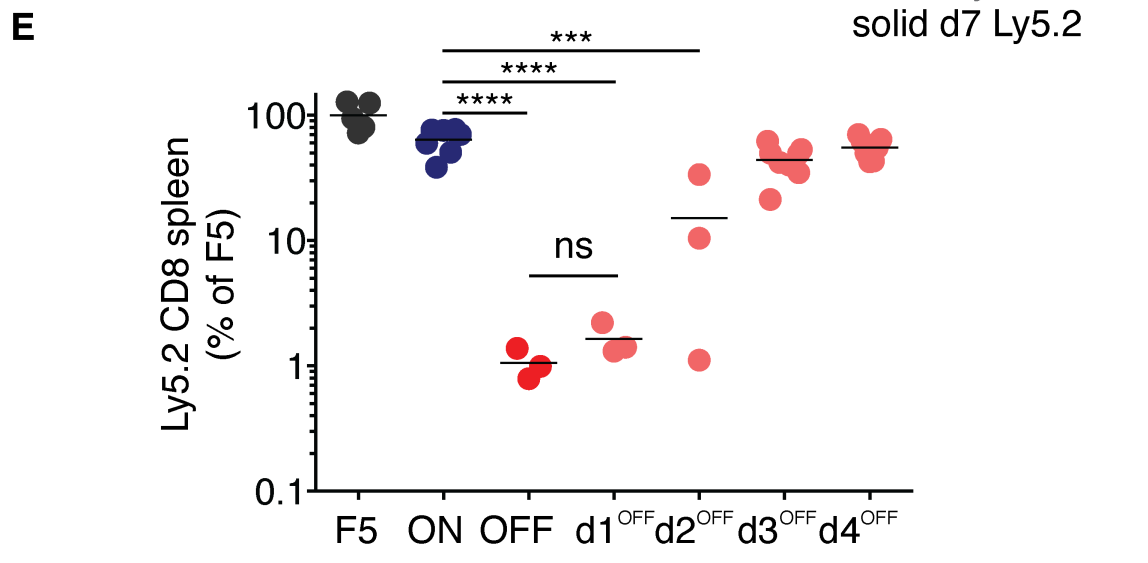 E
solid d7 Ly5.2
***
****
****
100
10
1
0.1
Ly5.2 CD8 spleen
(% of F5)
ns
F5 ON OFF d1OFF d2OFF d3OFF d4OFF